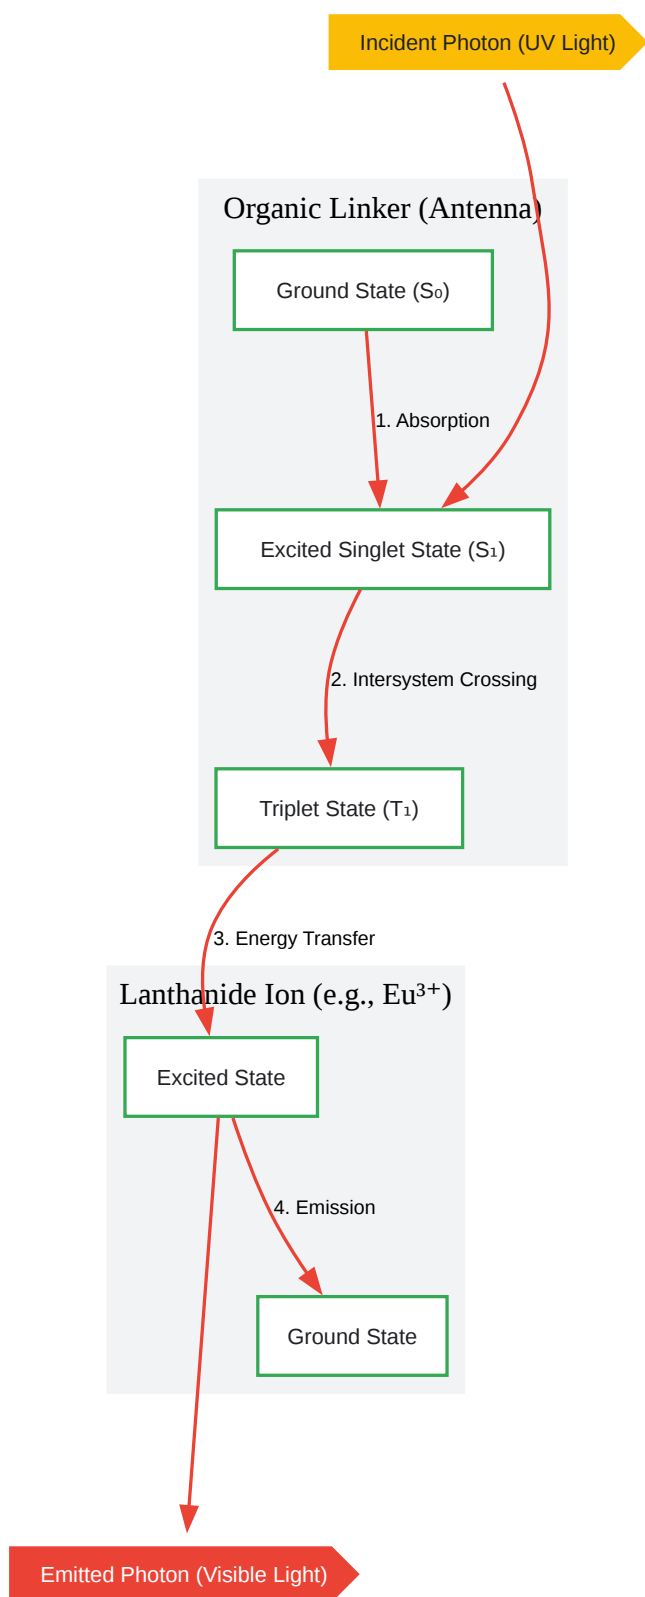 Incident Photon (UV Light)
Organic Linker (Antenna)
Ground State (S₀)
1. Absorption
Excited Singlet State (S₁)
2. Intersystem Crossing
Triplet State (T₁)
3. Energy Transfer
Lanthanide Ion (e.g., Eu³⁺)
Excited State
4. Emission
Ground State
Emitted Photon (Visible Light)